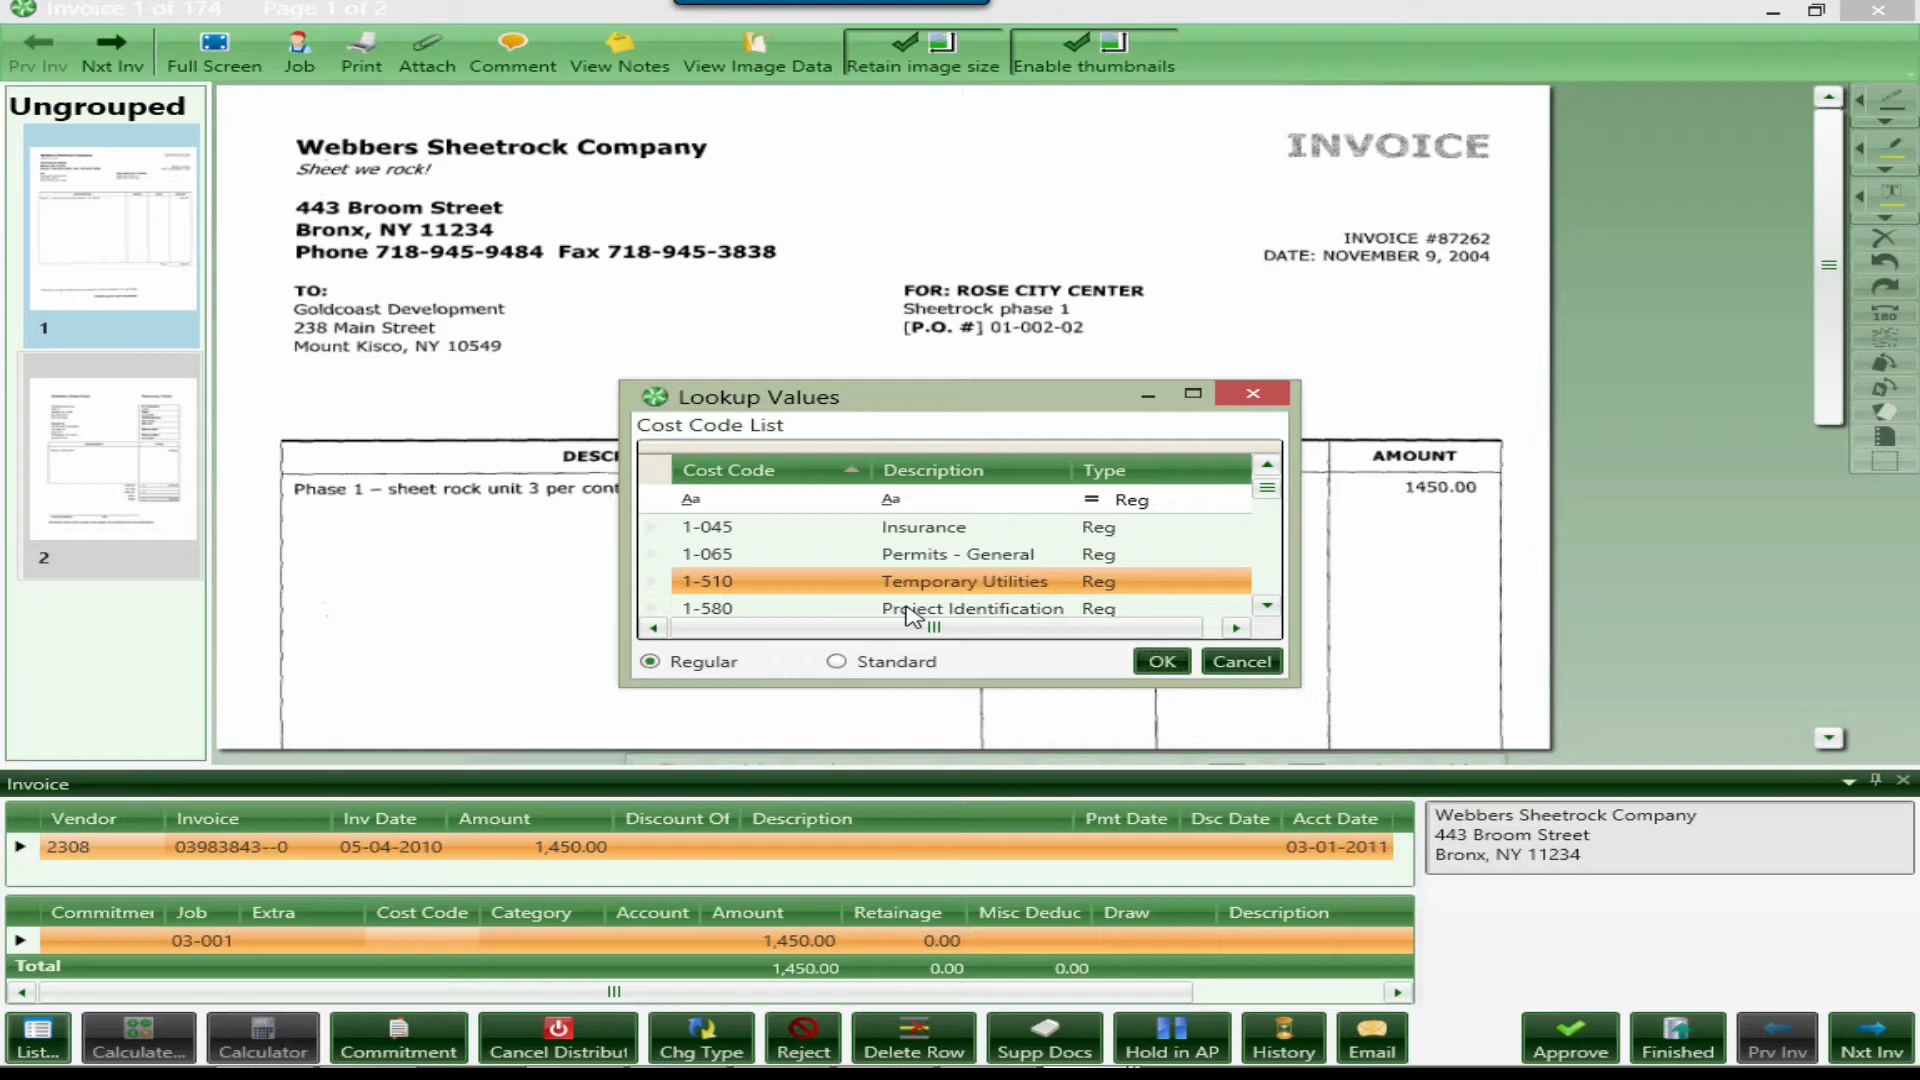 Invoice 1 of 174 Page 1 of 2
Prv Inv Nxt Inv Full Screen Job Print Attach Comment View Notes View Image Data Retain image size Enable thumbnails
Ungrouped
1
2
Webbers Sheetrock Company
Sheet we rock!
INVOICE
443 Broom Street
Bronx, NY 11234
Phone 718-945-9484 Fax 718-945-3838
INVOICE #87262
DATE: NOVEMBER 9, 2004
TO:
Goldcoast Development
238 Main Street
Mount Kisco, NY 10549
FOR: ROSE CITY CENTER
Sheetrock phase 1
[P.O. #] 01-002-02
DESC AMOUNT
Phase 1 – sheet rock unit 3 per cont 1450.00
Lookup Values
Cost Code List
Cost Code Description Type
Aa Aa = Reg
1-045 Insurance Reg
1-065 Permits - General Reg
1-510 Temporary Utilities Reg
1-580 Project Identification Reg
Regular Standard OK Cancel
180
Invoice
Vendor Invoice Inv Date Amount Discount Of Description Pmt Date Dsc Date Acct Date
2308 03983843--0 05-04-2010 1,450.00 03-01-2011
Webbers Sheetrock Company
443 Broom Street
Bronx, NY 11234
Commitmer Job Extra Cost Code Category Account Amount Retainage Misc Deduc Draw Description
03-001 1,450.00 0.00
Total 1,450.00 0.00 0.00
List... Calculate... Calculator Commitment Cancel Distribut Chg Type Reject Delete Row Supp Docs Hold in AP History Email Approve Finished Prv Inv Nxt Inv